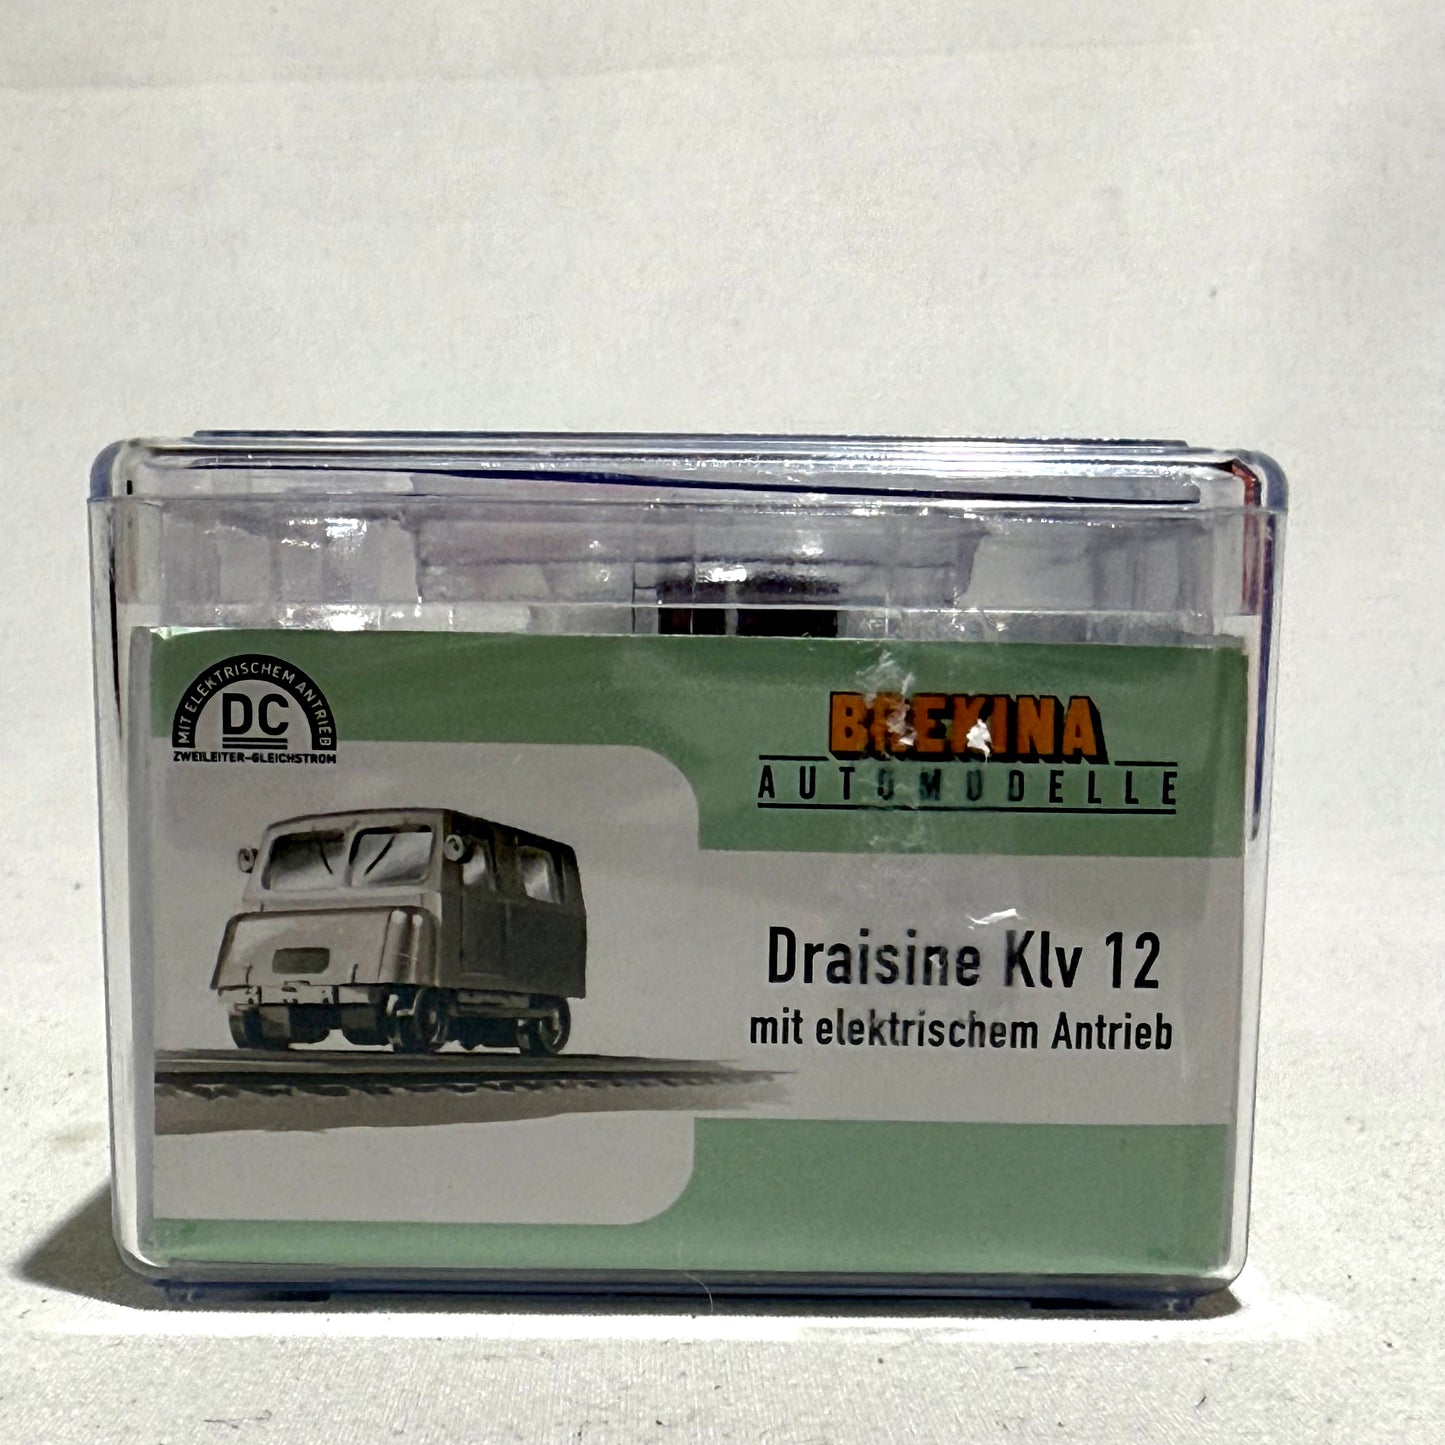 MIT ELEKTRISCHEM ANTRIEB
DC
ZWEILEITER-GLEICHSTROM
BREKINA
AUTOMODELLE
Draisine Klv 12
mit elektrischem Antrieb